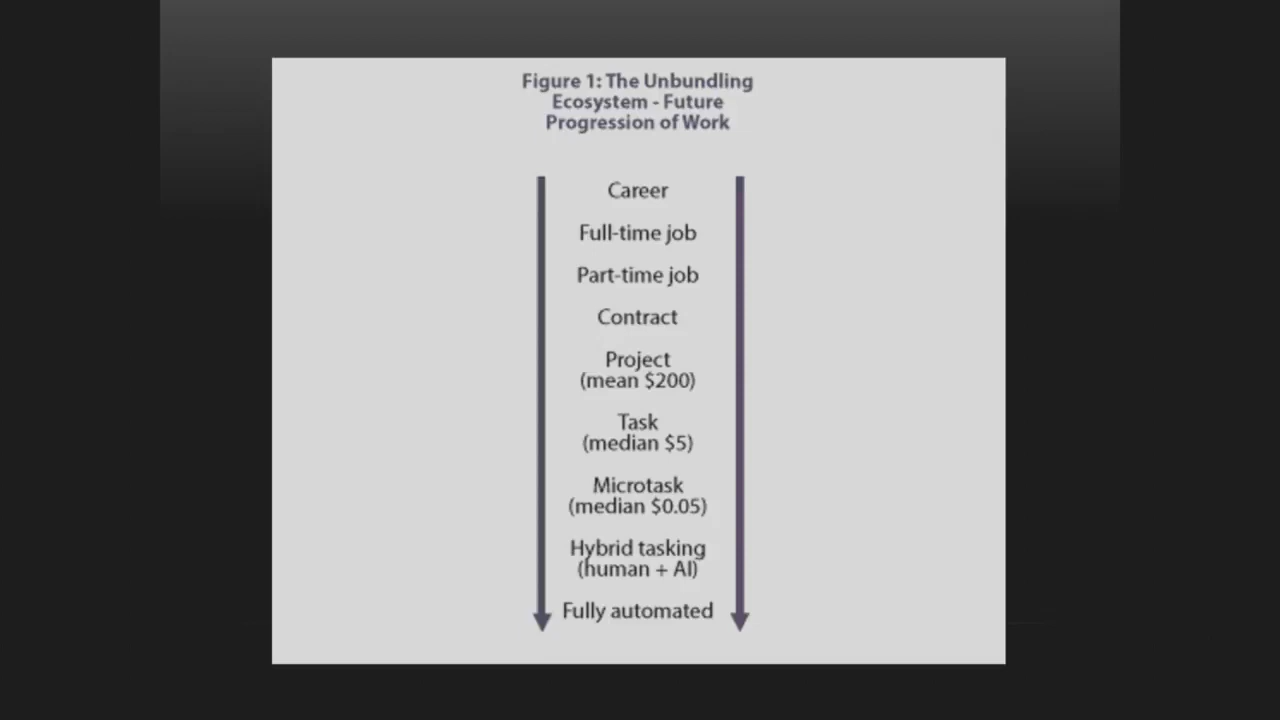 Figure 1: The Unbundling
Ecosystem - Future
Progression of Work
Career
Full-time job
Part-time job
Contract
Project
(mean $200)
Task
(median $5)
Microtask
(median $0.05)
Hybrid tasking
(human + AI)
Fully automated